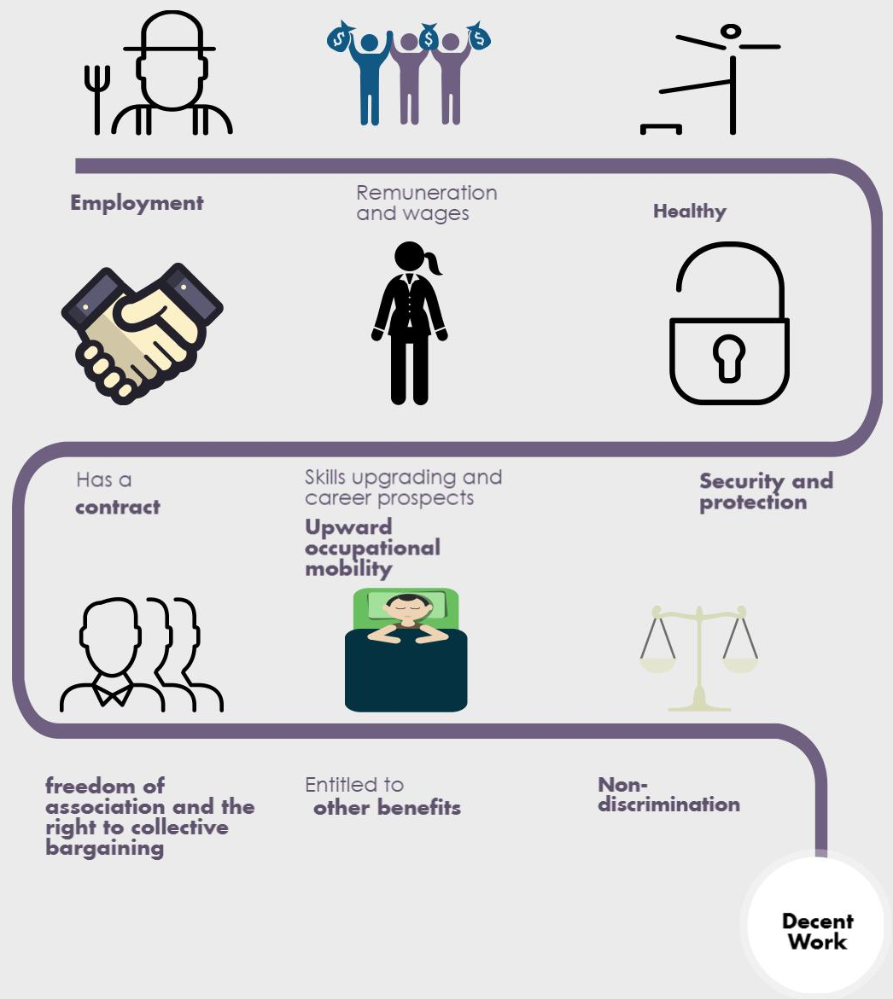 Employment
Remuneration
and wages
Healthy
Has a
contract
Skills upgrading and
career prospects
Upward
occupational
mobility
Security and
protection
freedom of
association and the
right to collective
bargaining
Entitled to
other benefits
Non-
discrimination
Decent
Work